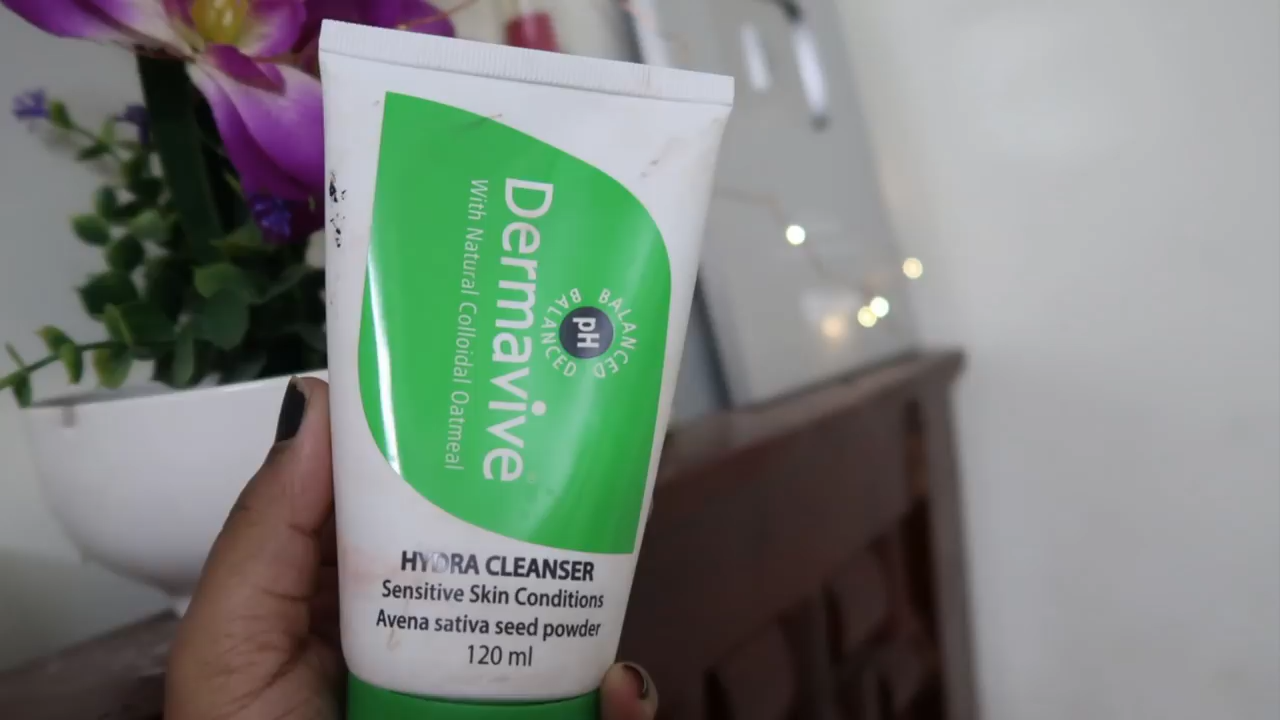 Dermavive
With Natural Colloidal Oatmeal
BALANCED
pH
BALANCED
HYDRA CLEANSER
Sensitive Skin Conditions
Avena sativa seed powder
120 ml